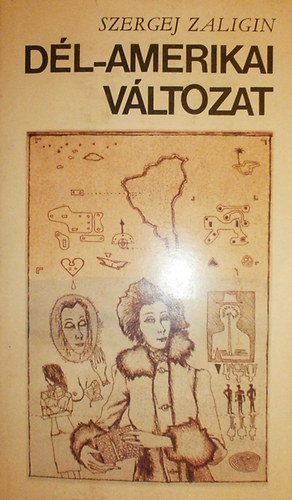 SZERGEJ ZALIGIN
DÉL-AMERIKAI
VÁLTOZAT